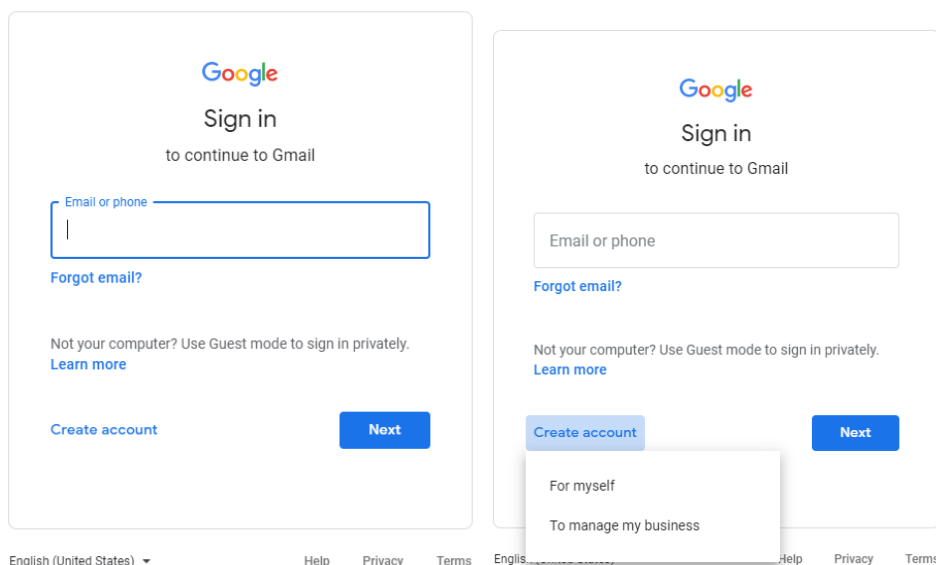 Google
Sign in
to continue to Gmail
Email or phone
Forgot email?
Not your computer? Use Guest mode to sign in privately.
Learn more
Create account
Next
English (United States)
Help
Privacy
Terms
Google
Sign in
to continue to Gmail
Email or phone
Forgot email?
Not your computer? Use Guest mode to sign in privately.
Learn more
Create account
Next
For myself
To manage my business
Help
Privacy
Terms